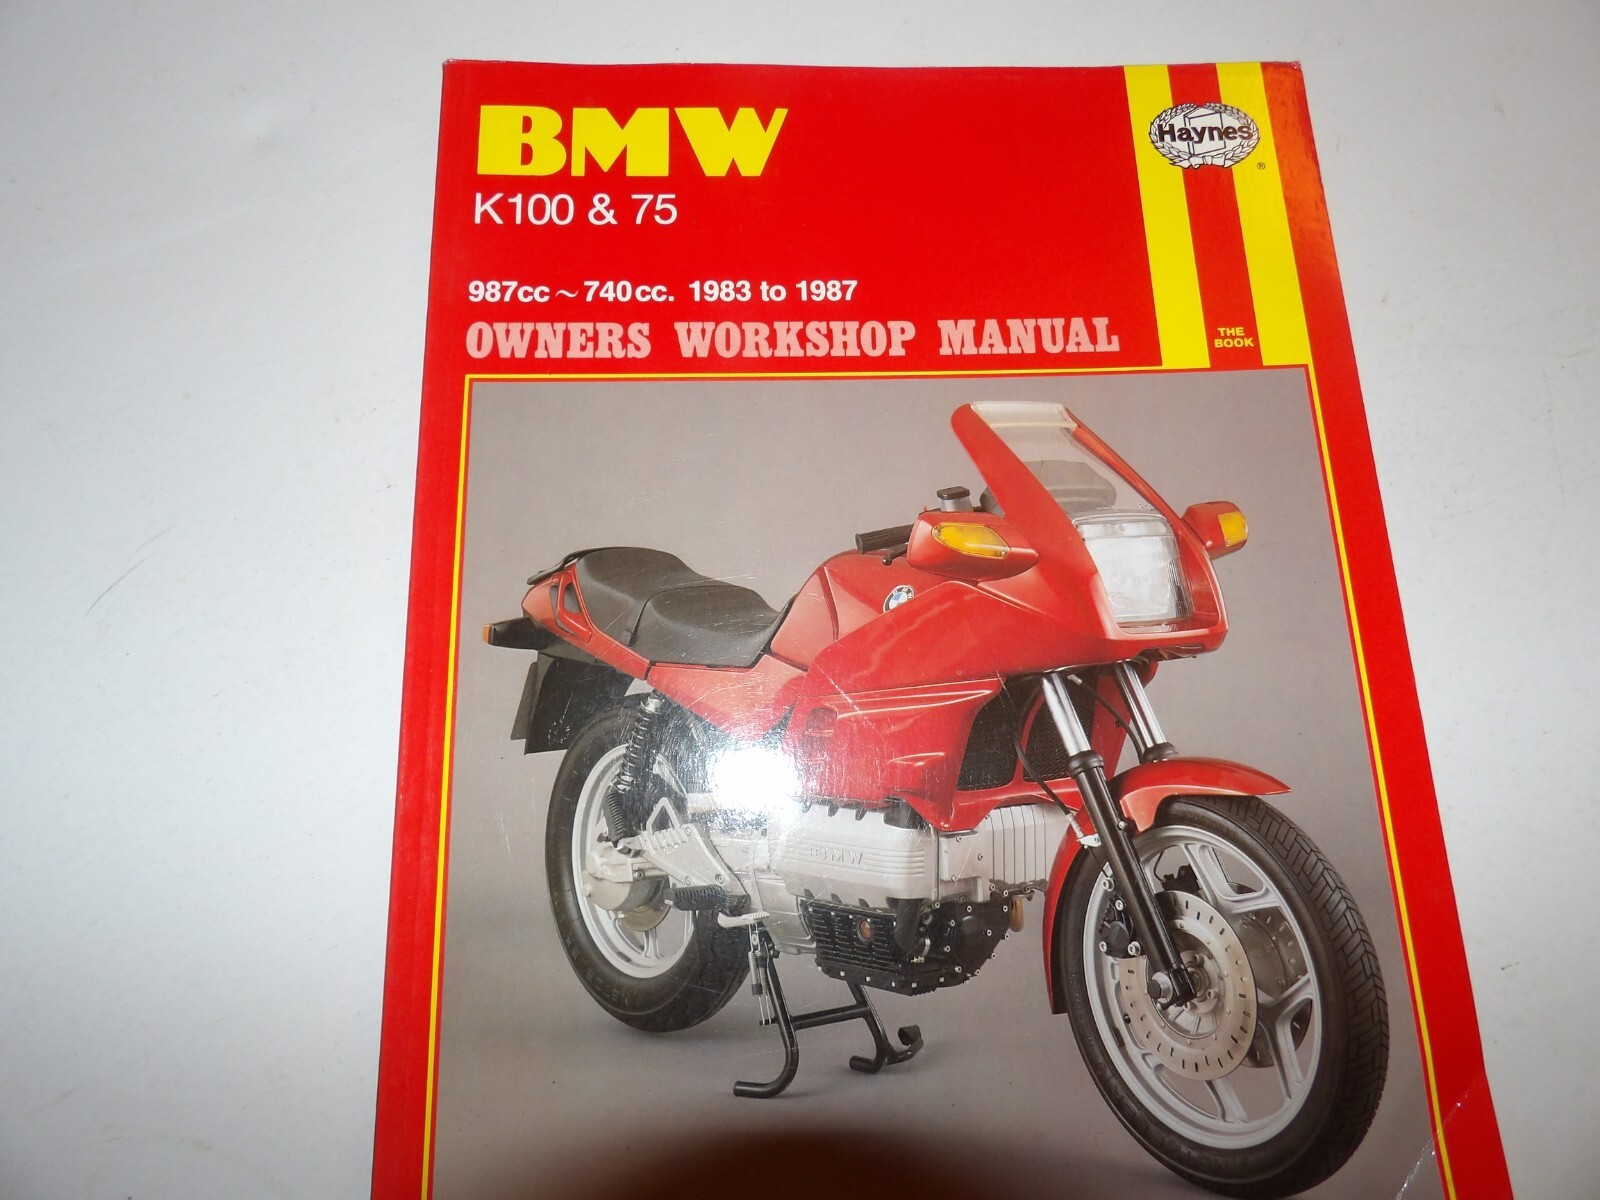 BMW
K100 & 75
Haynes
®
987cc ~ 740cc. 1983 to 1987
OWNERS WORKSHOP MANUAL
THE
BOOK
BMW